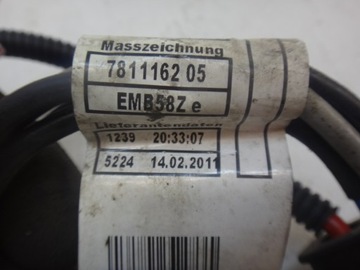 Masszeichnung
7811162 05
EMB58Z e
Lieferantendaten
1239 20:33:07
5224 14.02.2011